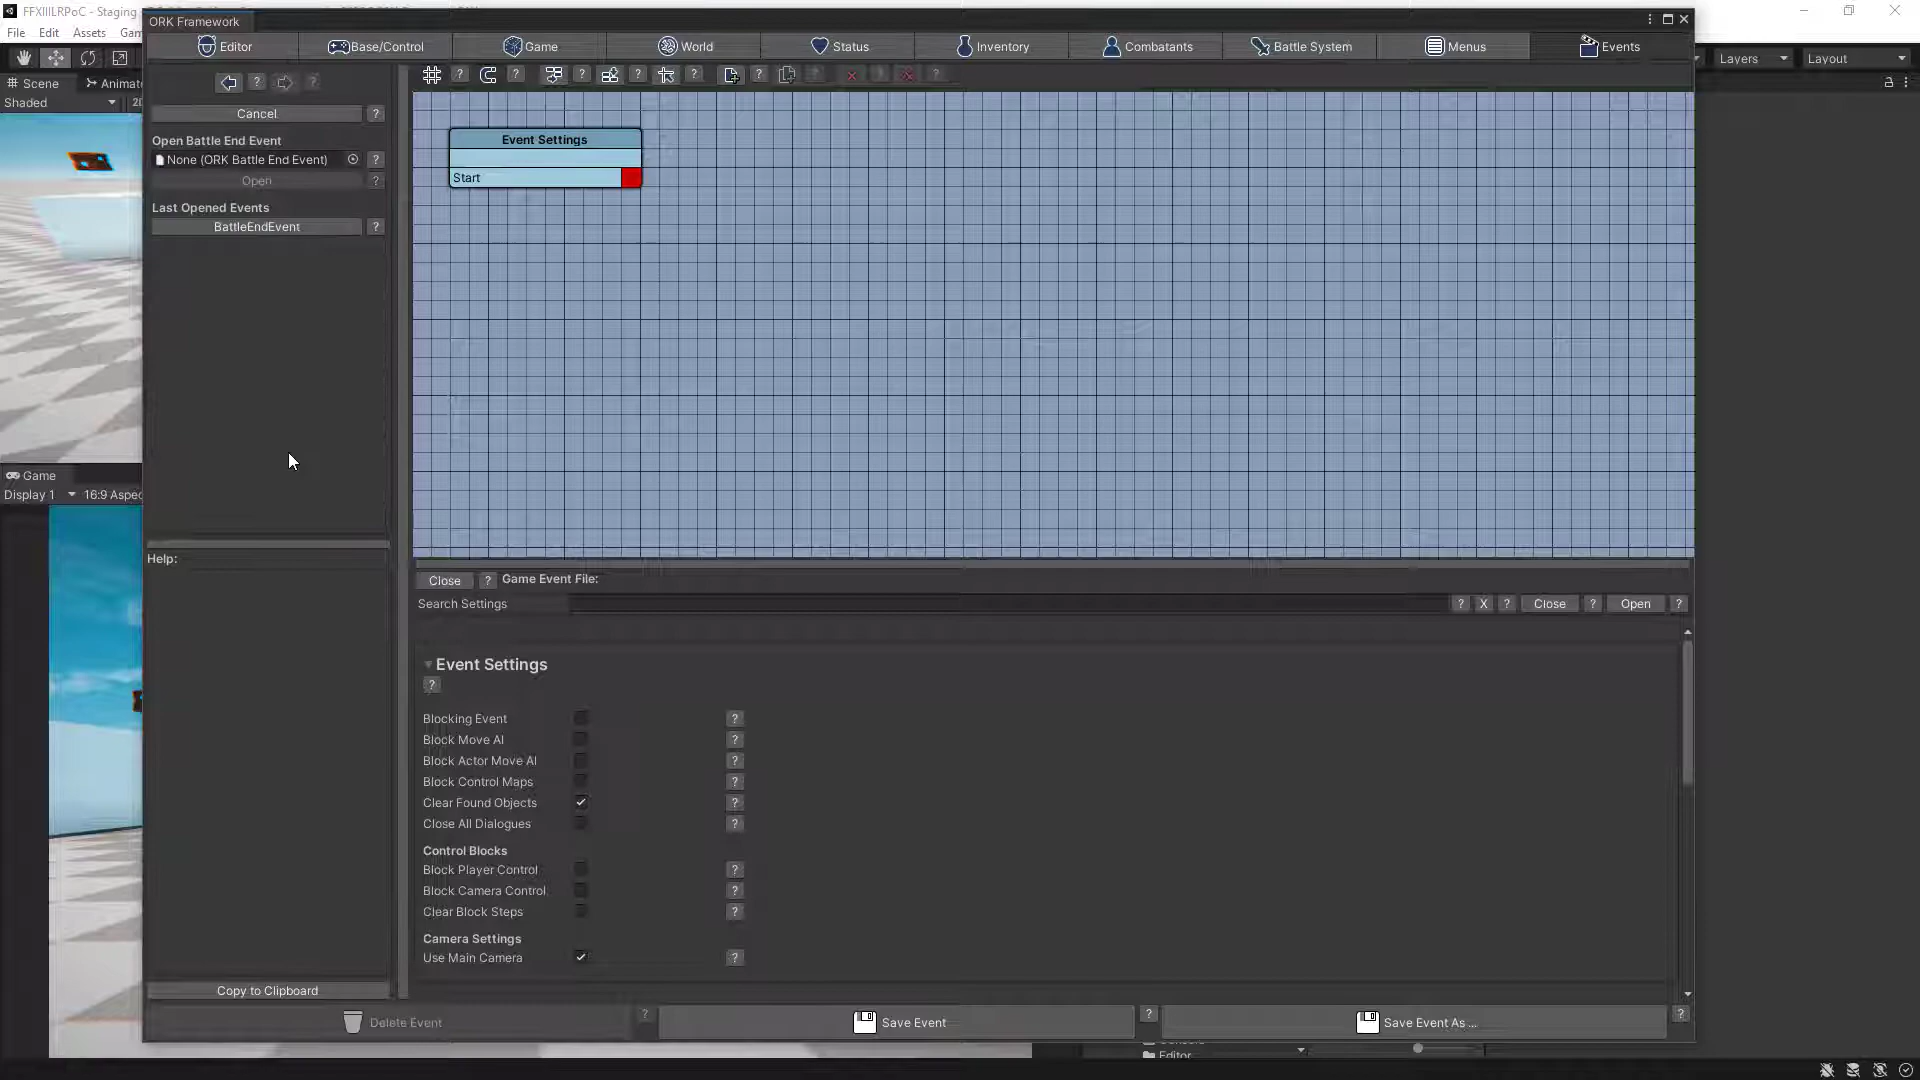 FFXIIILRPoC - Staging
ORK Framework
File Edit Assets Gam
Editor Base/Control Game World Status Inventory Combatants Battle System Menus Events
Layers Layout
Scene Animat
Shaded 2D
? ?
? ? ? ? ? ? ?
Cancel ?
Open Battle End Event
None (ORK Battle End Event) ?
Open ?
Last Opened Events
BattleEndEvent ?
Event Settings
Start
Game
Display 1 16:9 Aspec
Help:
Close ? Game Event File:
Search Settings ? X ? Close ? Open ?
Event Settings
?
Blocking Event ?
Block Move AI ?
Block Actor Move AI ?
Block Control Maps ?
Clear Found Objects ?
Close All Dialogues ?
Control Blocks
Block Player Control ?
Block Camera Control ?
Clear Block Steps ?
Camera Settings
Use Main Camera ?
Copy to Clipboard
Delete Event ? Save Event ? Save Event As ... ?
Editor